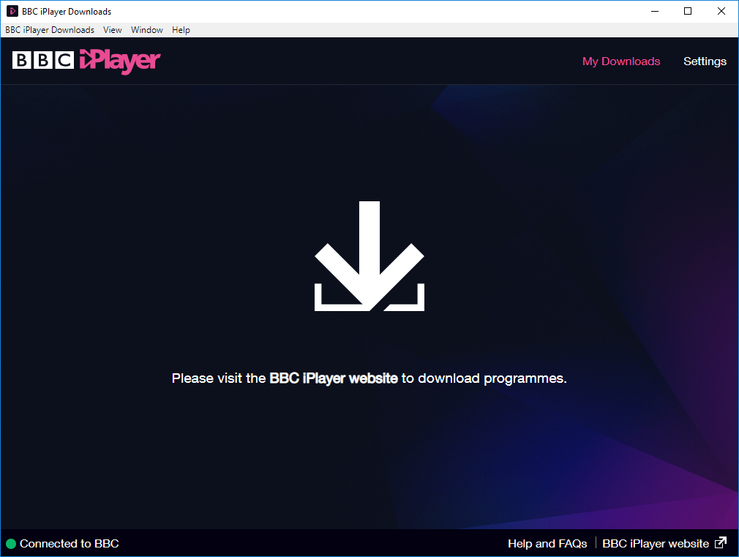 BBC iPlayer Downloads
BBC iPlayer Downloads View Window Help
BBC iPlayer My Downloads Settings
Please visit the BBC iPlayer website to download programmes.
Connected to BBC Help and FAQs BBC iPlayer website